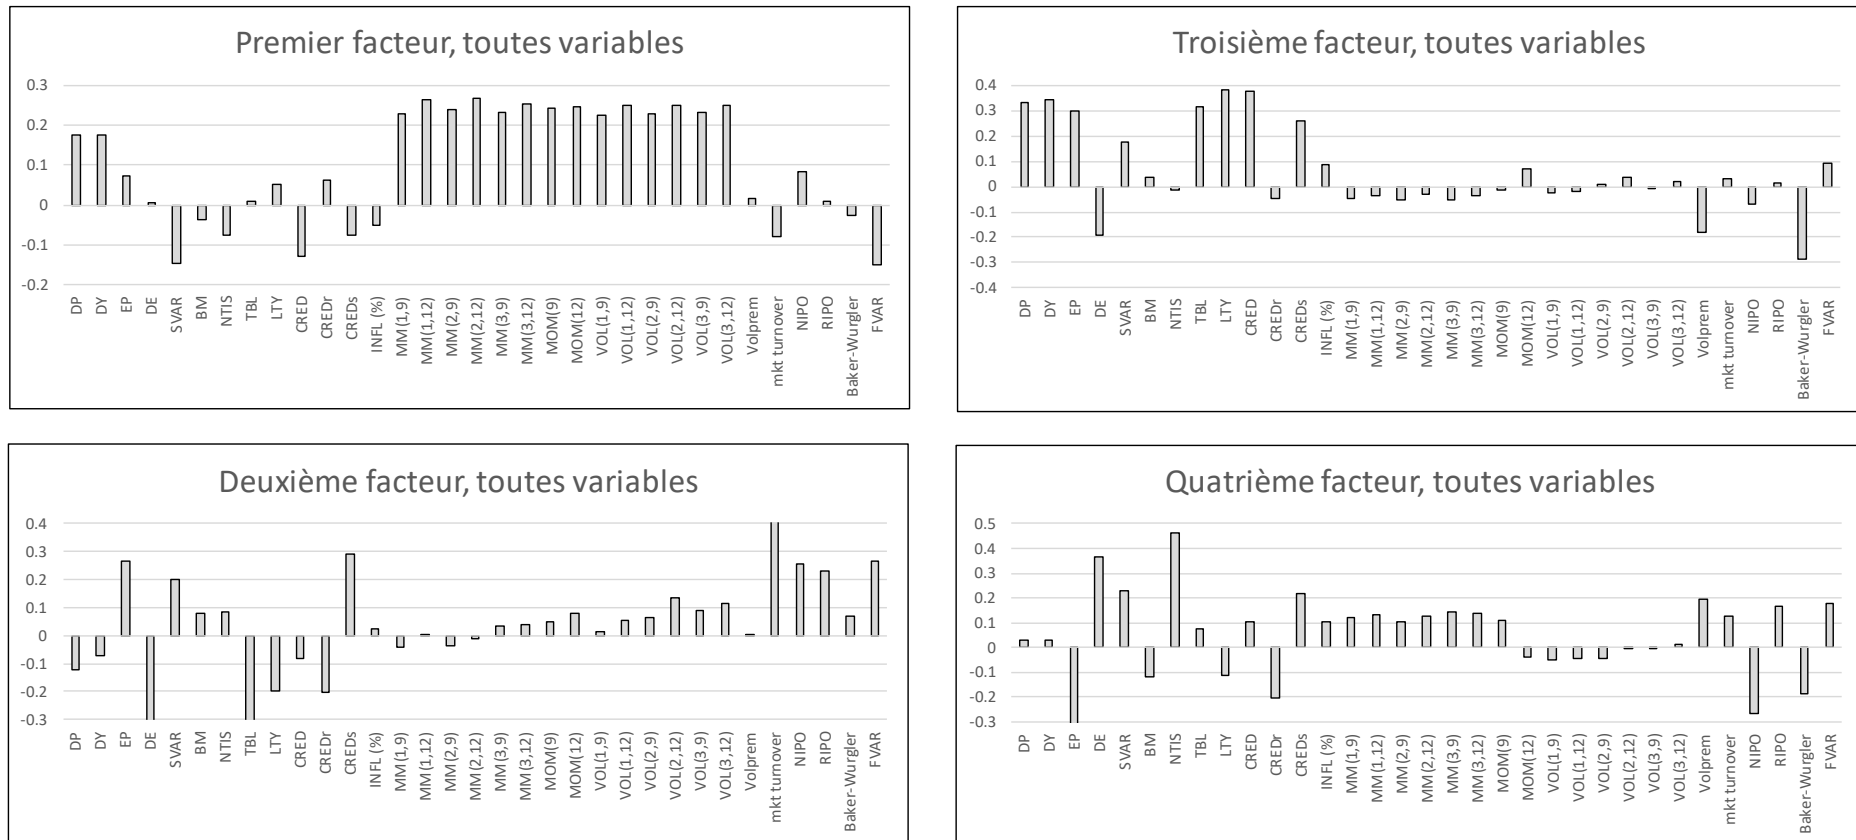 Premier facteur, toutes variables
0.3
0.2
0.1
0
-0.1
-0.2
DP
DY
EP
DE
SVAR
BM
NTIS
TBL
LTY
CRED
CREDr
CREDs
INFL (%)
MM(1,9)
MM(1,12)
MM(2,9)
MM(2,12)
MM(3,9)
MM(3,12)
MOM(9)
MOM(12)
VOL(1,9)
VOL(1,12)
VOL(2,9)
VOL(2,12)
VOL(3,9)
VOL(3,12)
Volprem
mkt turnover
NIPO
RIPO
Baker-Wurgler
FVAR
Troisième facteur, toutes variables
0.4
0.3
0.2
0.1
0
-0.1
-0.2
-0.3
-0.4
DP
DY
EP
DE
SVAR
BM
NTIS
TBL
LTY
CRED
CREDr
CREDs
INFL (%)
MM(1,9)
MM(1,12)
MM(2,9)
MM(2,12)
MM(3,9)
MM(3,12)
MOM(9)
MOM(12)
VOL(1,9)
VOL(1,12)
VOL(2,9)
VOL(2,12)
VOL(3,9)
VOL(3,12)
Volprem
mkt turnover
NIPO
RIPO
Baker-Wurgler
FVAR
Deuxième facteur, toutes variables
0.4
0.3
0.2
0.1
0
-0.1
-0.2
-0.3
DP
DY
EP
DE
SVAR
BM
NTIS
TBL
LTY
CRED
CREDr
CREDs
INFL (%)
MM(1,9)
MM(1,12)
MM(2,9)
MM(2,12)
MM(3,9)
MM(3,12)
MOM(9)
MOM(12)
VOL(1,9)
VOL(1,12)
VOL(2,9)
VOL(2,12)
VOL(3,9)
VOL(3,12)
Volprem
mkt turnover
NIPO
RIPO
Baker-Wurgler
FVAR
Quatrième facteur, toutes variables
0.5
0.4
0.3
0.2
0.1
0
-0.1
-0.2
-0.3
DP
DY
EP
DE
SVAR
BM
NTIS
TBL
LTY
CRED
CREDr
CREDs
INFL (%)
MM(1,9)
MM(1,12)
MM(2,9)
MM(2,12)
MM(3,9)
MM(3,12)
MOM(9)
MOM(12)
VOL(1,9)
VOL(1,12)
VOL(2,9)
VOL(2,12)
VOL(3,9)
VOL(3,12)
Volprem
mkt turnover
NIPO
RIPO
Baker-Wurgler
FVAR